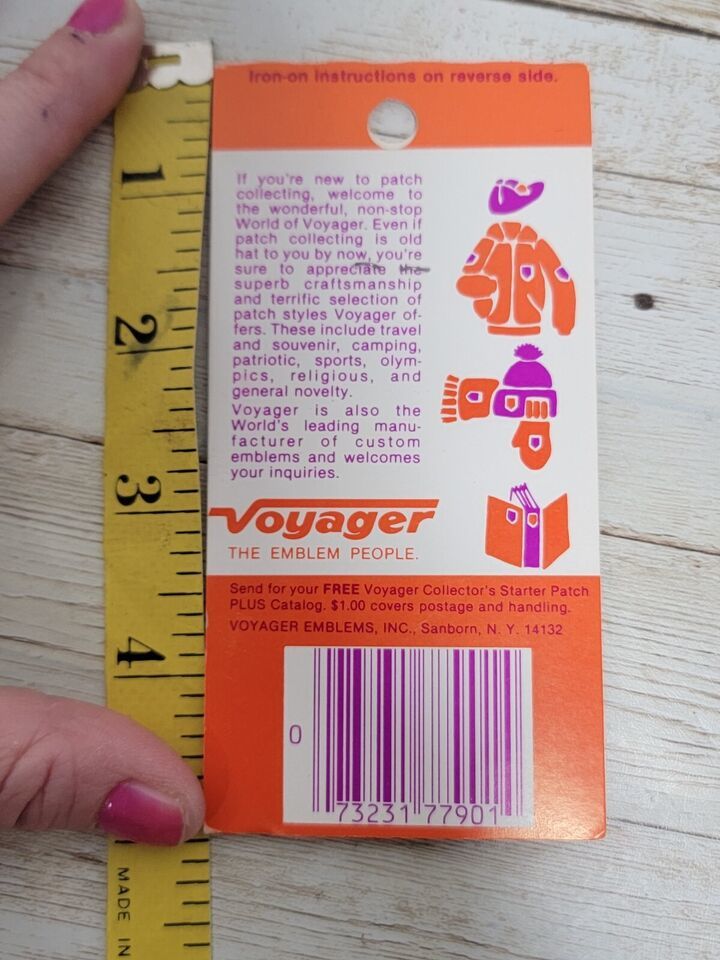 Iron-on instructions on reverse side.
If you're new to patch
collecting, welcome to
the wonderful, non-stop
World of Voyager. Even if
patch collecting is old
hat to you by now, you're
sure to appreciate the
superb craftsmanship
and terrific selection of
patch styles Voyager of-
fers. These include travel
and souvenir, camping,
patriotic, sports, olym-
pics, religious, and
general novelty.
Voyager is also the
World's leading manu-
facturer of custom
emblems and welcomes
your inquiries.
Voyager
THE EMBLEM PEOPLE.
Send for your FREE Voyager Collector's Starter Patch
PLUS Catalog. $1.00 covers postage and handling.
VOYAGER EMBLEMS, INC., Sanborn, N. Y. 14132
0
73231 77901
1
2
3
4
MADE IN